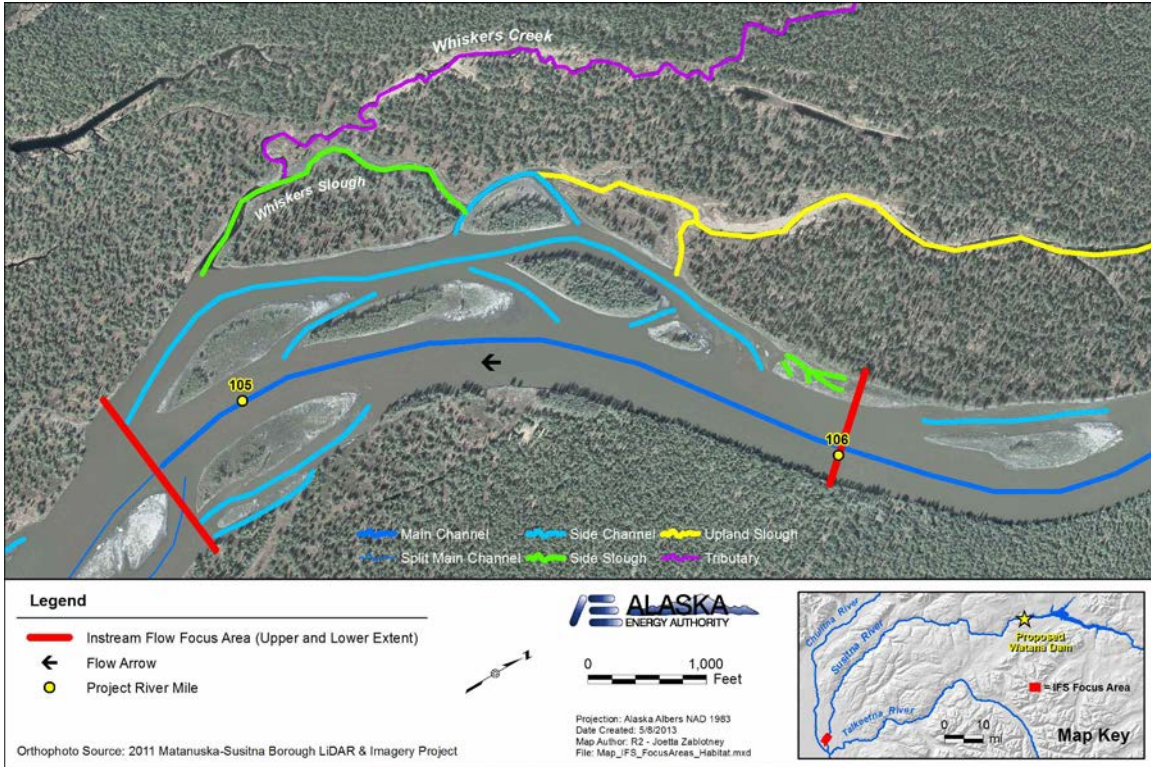 Whiskers Creek
Whiskers Slough
105
106
Main Channel
Side Channel
Upland Slough
Split Main Channel
Side Slough
Tributary
Legend
Instream Flow Focus Area (Upper and Lower Extent)
Flow Arrow
Project River Mile
Orthophoto Source: 2011 Matanuska-Susitna Borough LiDAR & Imagery Project
N
ALASKA
ENERGY AUTHORITY
0 1,000
Feet
Projection: Alaska Albers NAD 1983
Date Created: 5/8/2013
Map Author: R2 - Joetta Zablotney
File: Map_IFS_FocusAreas_Habitat.mxd
Chulitna River
Susitna River
Proposed
Watana Dam
= IFS Focus Area
Talkeetna River
0 10
mi
Map Key